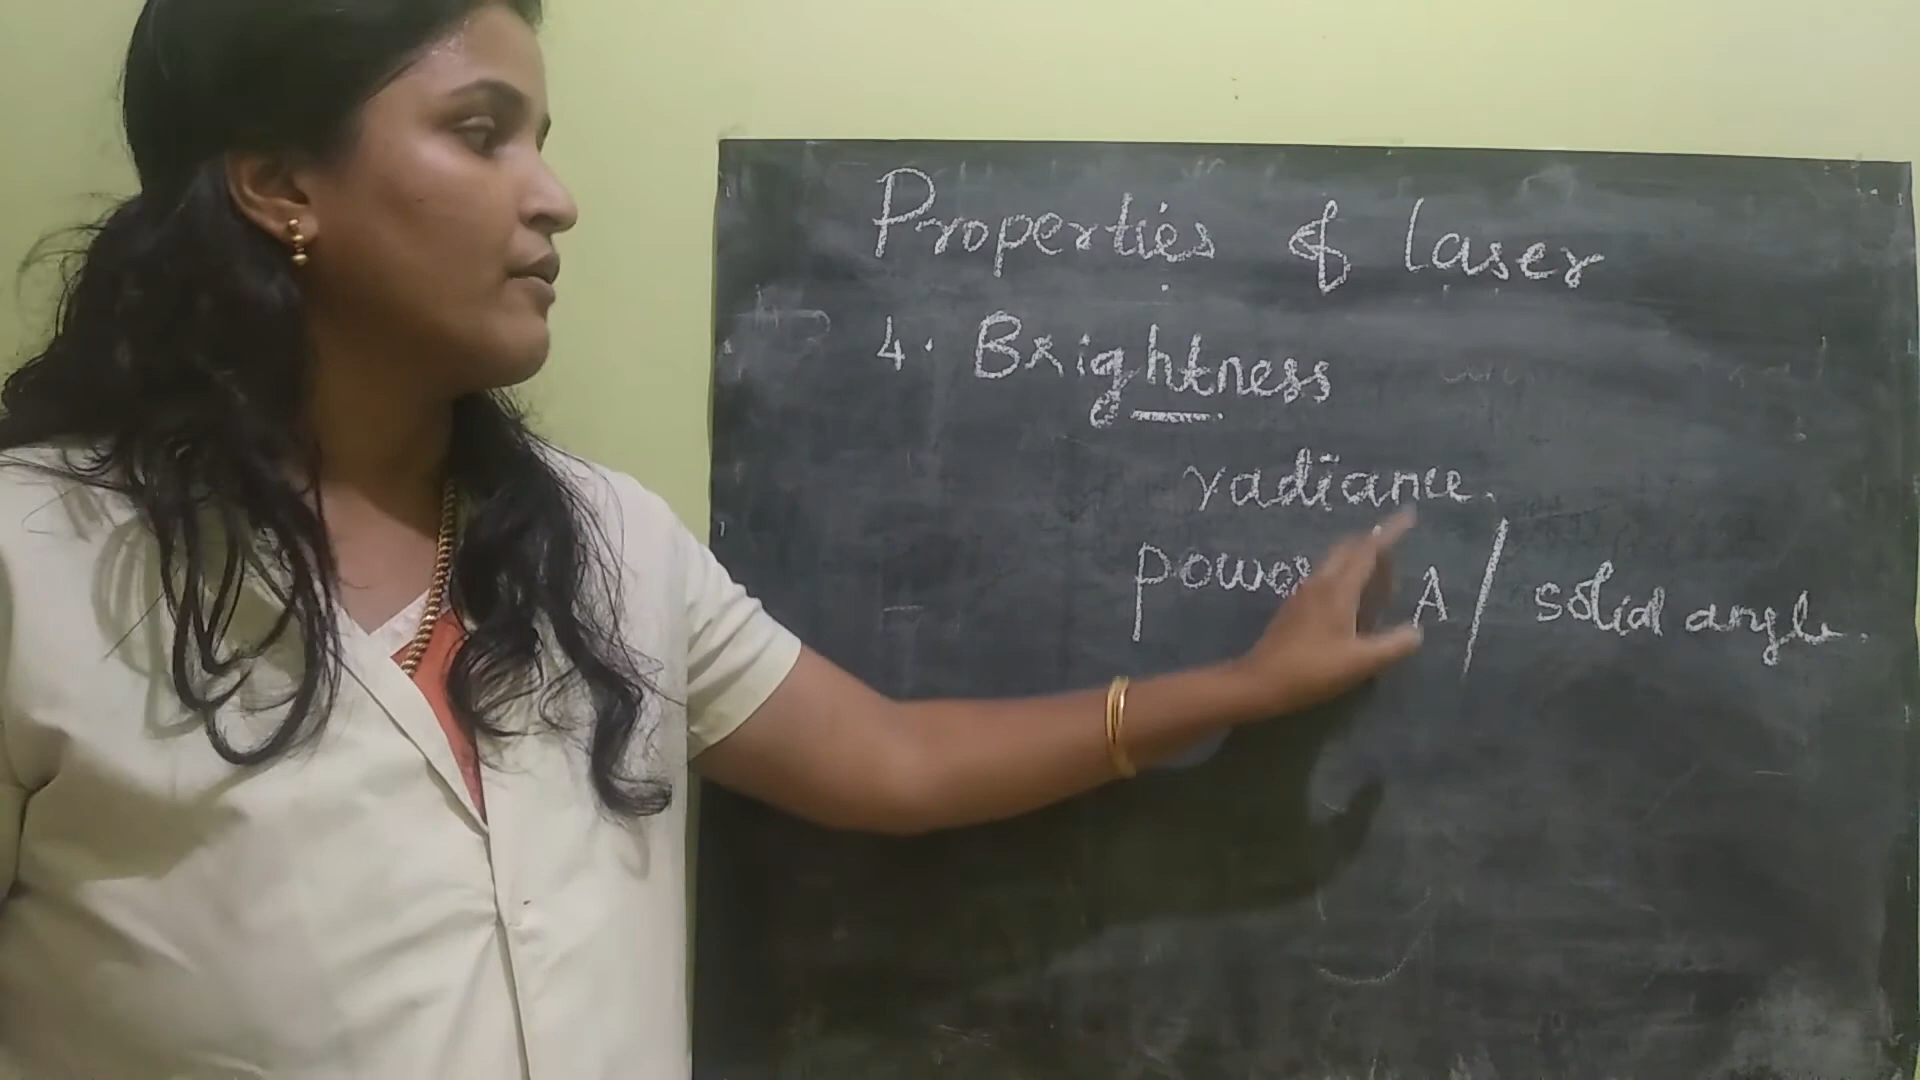 Properties of laser
4. Brightness
radiance.
power A / solid angle.